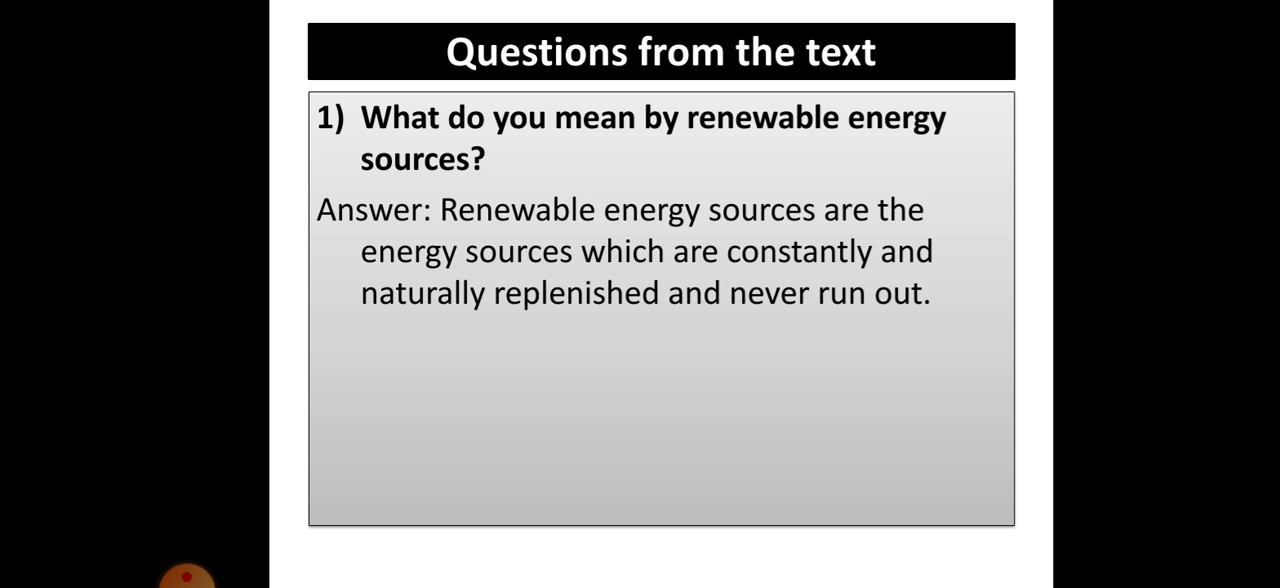 Questions from the text
1) What do you mean by renewable energy
sources?
Answer: Renewable energy sources are the
energy sources which are constantly and
naturally replenished and never run out.